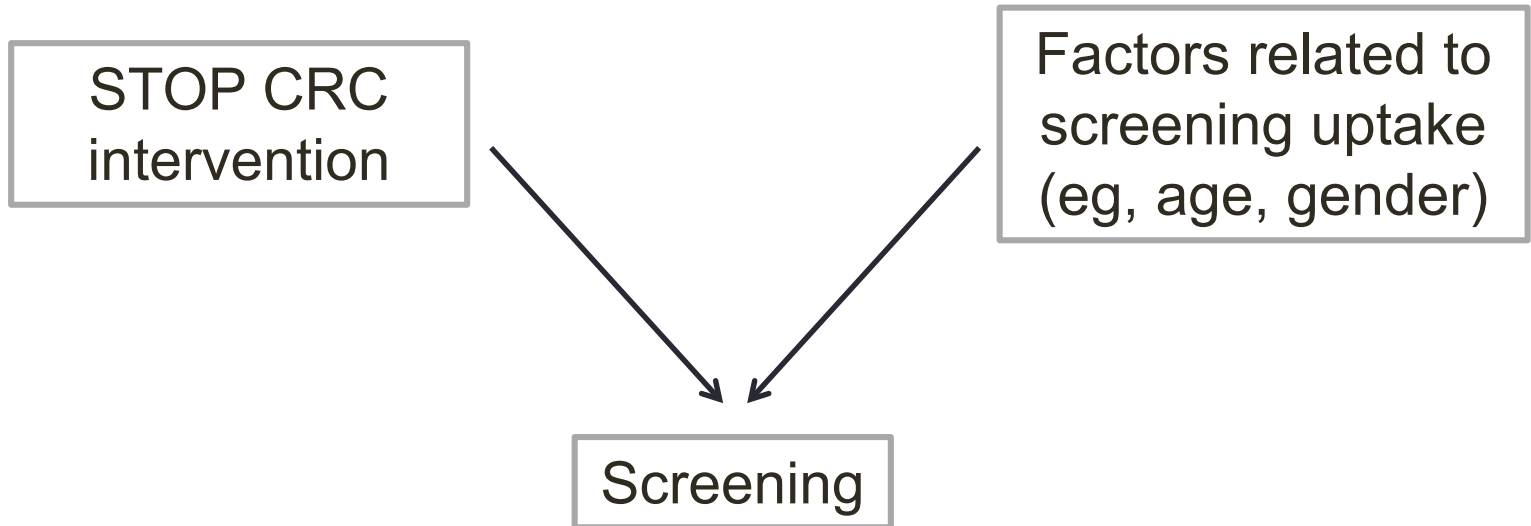 STOP CRC
intervention
Factors related to
screening uptake
(eg, age, gender)
Screening